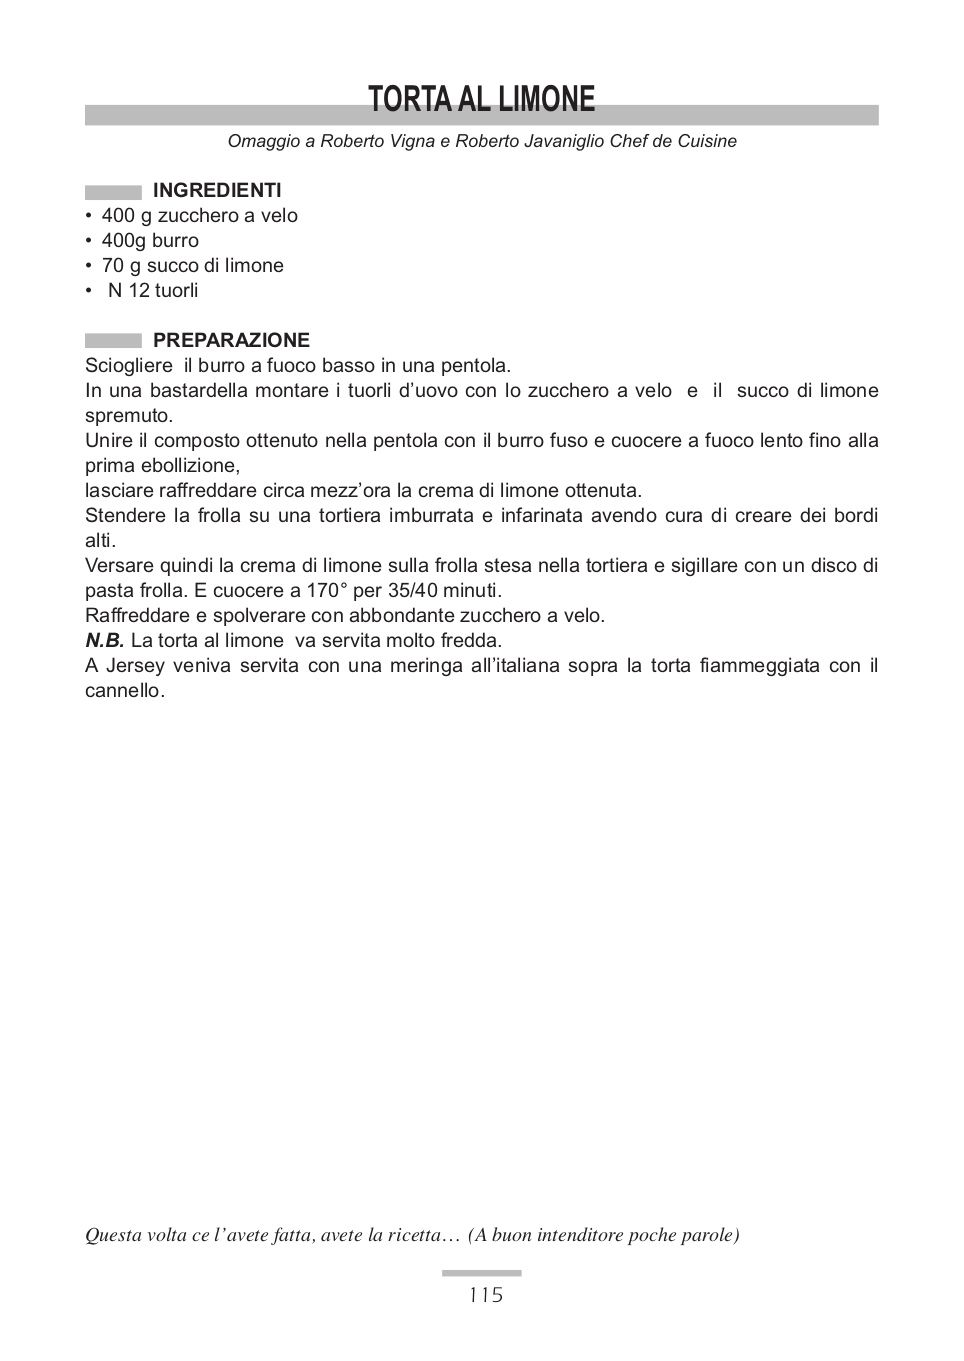 TORTA AL LIMONE
Omaggio a Roberto Vigna e Roberto Javaniglio Chef de Cuisine
INGREDIENTI
• 400 g zucchero a velo
• 400g burro
• 70 g succo di limone
• N 12 tuorli
PREPARAZIONE
Sciogliere il burro a fuoco basso in una pentola.
In una bastardella montare i tuorli d’uovo con lo zucchero a velo e il succo di limone
spremuto.
Unire il composto ottenuto nella pentola con il burro fuso e cuocere a fuoco lento fino alla
prima ebollizione,
lasciare raffreddare circa mezz’ora la crema di limone ottenuta.
Stendere la frolla su una tortiera imburrata e infarinata avendo cura di creare dei bordi
alti.
Versare quindi la crema di limone sulla frolla stesa nella tortiera e sigillare con un disco di
pasta frolla. E cuocere a 170° per 35/40 minuti.
Raffreddare e spolverare con abbondante zucchero a velo.
N.B. La torta al limone va servita molto fredda.
A Jersey veniva servita con una meringa all’italiana sopra la torta fiammeggiata con il
cannello.
Questa volta ce l’avete fatta, avete la ricetta… (A buon intenditore poche parole)
115